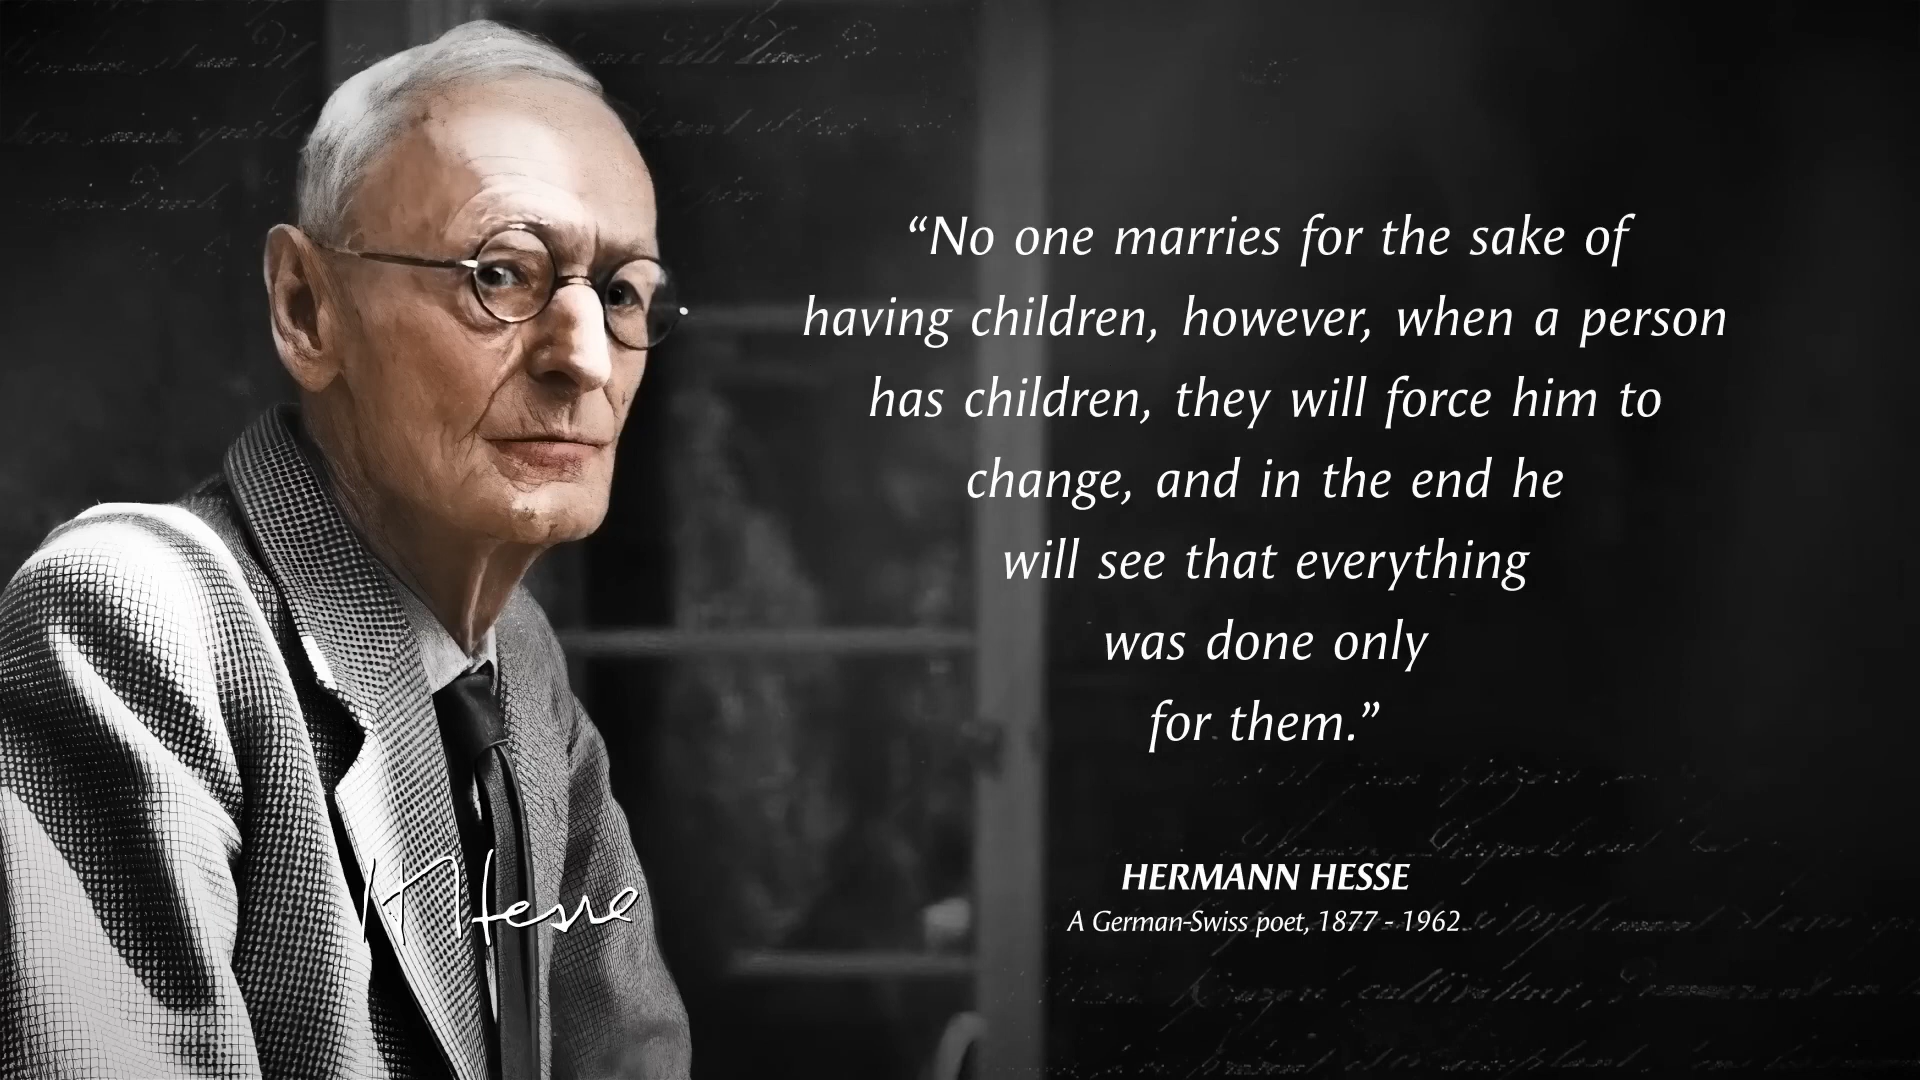 “No one marries for the sake of
having children, however, when a person
has children, they will force him to
change, and in the end he
will see that everything
was done only
for them.”
HERMANN HESSE
A German-Swiss poet, 1877 - 1962
HHesse